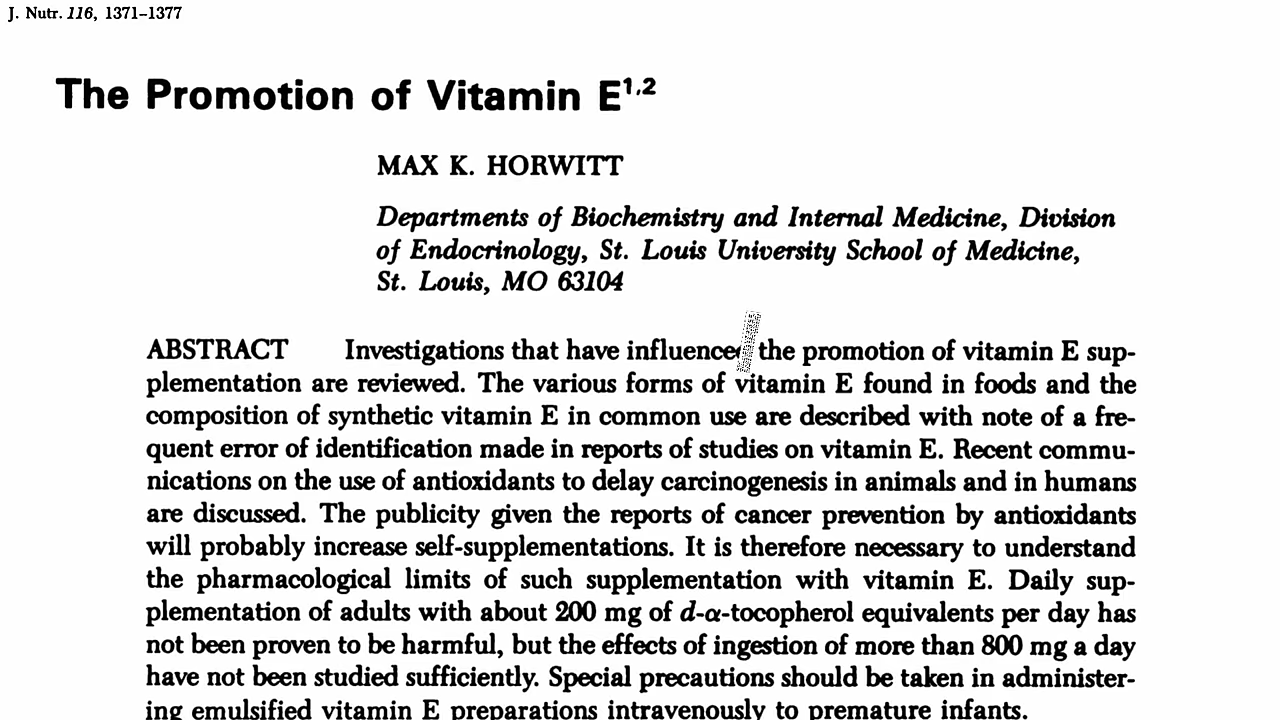 J. Nutr. 116, 1371–1377
The Promotion of Vitamin E1,2
MAX K. HORWITT
Departments of Biochemistry and Internal Medicine, Division
of Endocrinology, St. Louis University School of Medicine,
St. Louis, MO 63104
ABSTRACT Investigations that have influenced the promotion of vitamin E sup-
plementation are reviewed. The various forms of vitamin E found in foods and the
composition of synthetic vitamin E in common use are described with note of a fre-
quent error of identification made in reports of studies on vitamin E. Recent commu-
nications on the use of antioxidants to delay carcinogenesis in animals and in humans
are discussed. The publicity given the reports of cancer prevention by antioxidants
will probably increase self-supplementations. It is therefore necessary to understand
the pharmacological limits of such supplementation with vitamin E. Daily sup-
plementation of adults with about 200 mg of d-α-tocopherol equivalents per day has
not been proven to be harmful, but the effects of ingestion of more than 800 mg a day
have not been studied sufficiently. Special precautions should be taken in administer-
ing emulsified vitamin E preparations intravenously to premature infants.